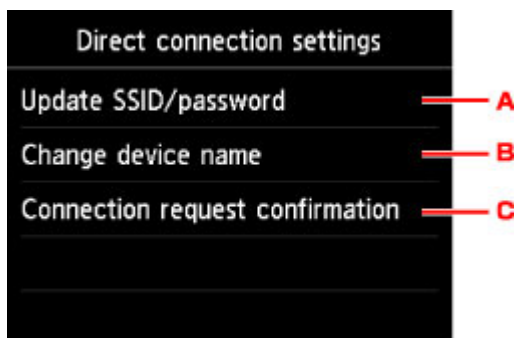 Direct connection settings
Update SSID/password A
Change device name B
Connection request confirmation C